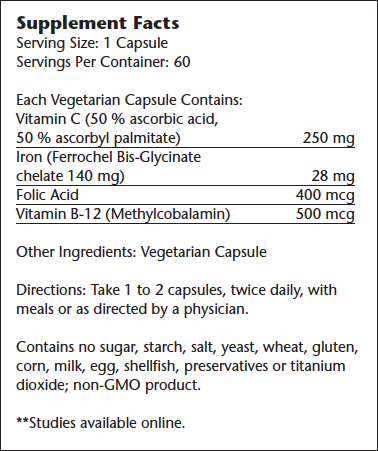 Supplement Facts
Serving Size: 1 Capsule
Servings Per Container: 60
Each Vegetarian Capsule Contains:
Vitamin C (50 % ascorbic acid,
50 % ascorbyl palmitate) 250 mg
Iron (Ferrochel Bis-Glycinate
chelate 140 mg) 28 mg
Folic Acid 400 mcg
Vitamin B-12 (Methylcobalamin) 500 mcg
Other Ingredients: Vegetarian Capsule
Directions: Take 1 to 2 capsules, twice daily, with
meals or as directed by a physician.
Contains no sugar, starch, salt, yeast, wheat, gluten,
corn, milk, egg, shellfish, preservatives or titanium
dioxide; non-GMO product.
**Studies available online.